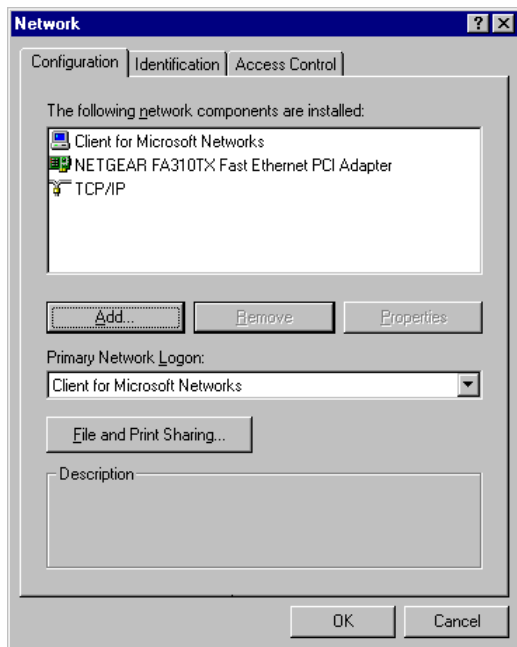 Network
? X
Configuration Identification Access Control
The following network components are installed:
Client for Microsoft Networks
NETGEAR FA310TX Fast Ethernet PCI Adapter
TCP/IP
Add... Remove Properties
Primary Network Logon:
Client for Microsoft Networks
File and Print Sharing...
Description
OK Cancel